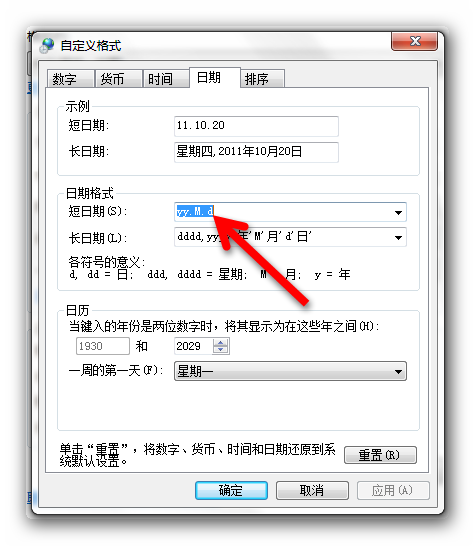 自定义格式
数字 货币 时间 日期 排序
示例
短日期: 11.10.20
长日期: 星期四,2011年10月20日
日期格式
短日期(S): yy.M.d
长日期(L): dddd,yy 年'M'月'd'日'
各符号的意义:
d, dd = 日; ddd, dddd = 星期; M 月; y = 年
日历
当键入的年份是两位数字时，将其显示为在这些年之间(H):
1930 和 2029
一周的第一天(F): 星期一
单击“重置”，将数字、货币、时间和日期还原到系
统默认设置。
重置(R)
确定 取消 应用(A)